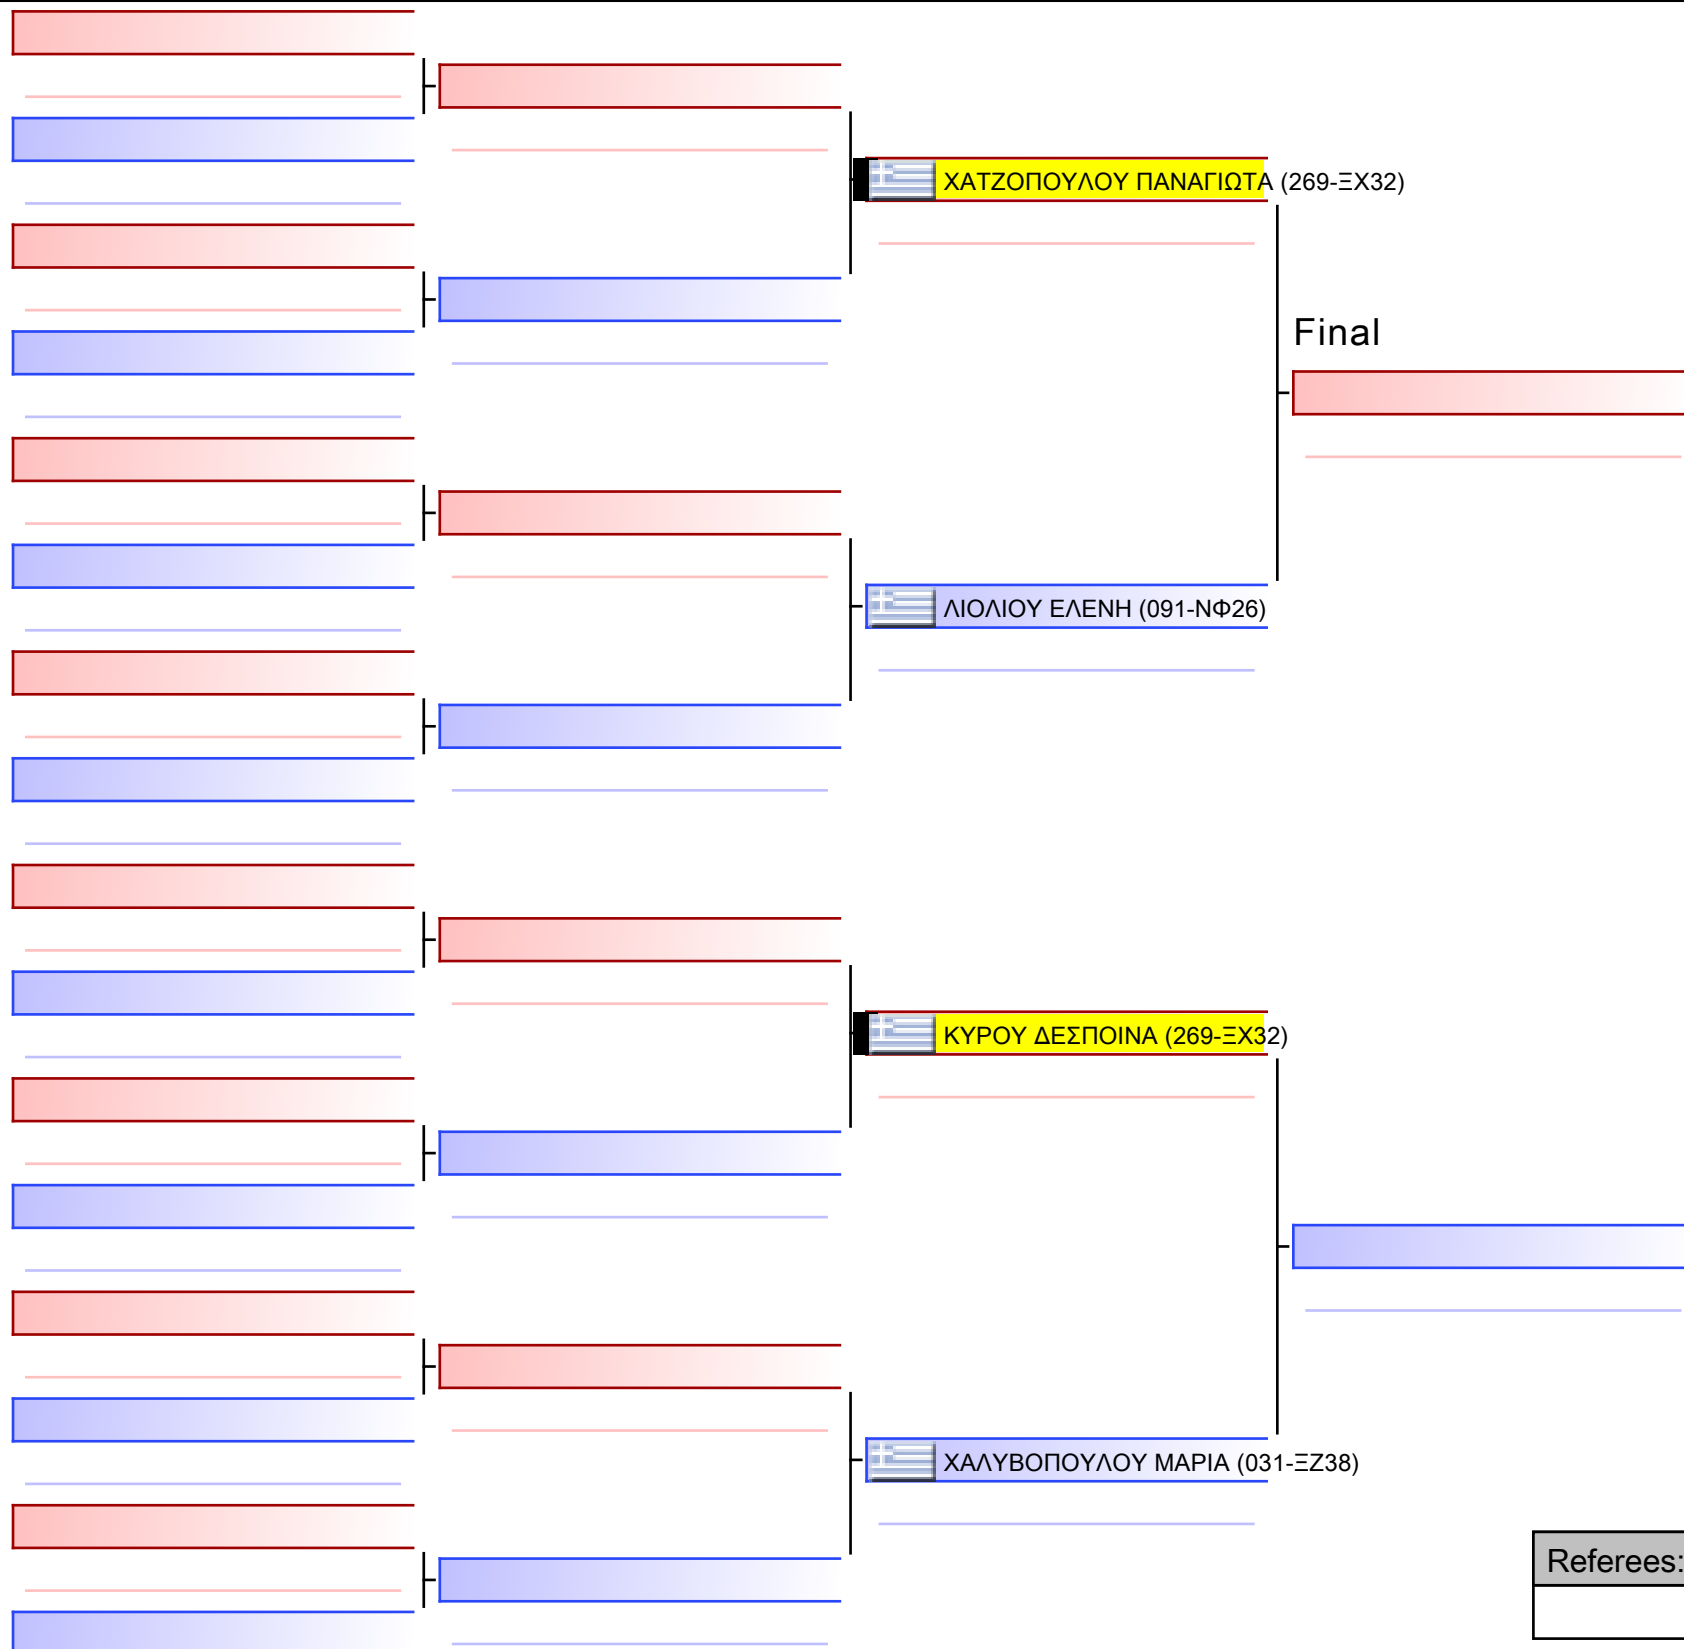 ΧΑΤΖΟΠΟΥΛΟΥ ΠΑΝΑΓΙΩΤΑ (269-ΞΧ32)
Final
ΛΙΟΛΙΟΥ ΕΛΕΝΗ (091-ΝΦ26)
ΚΥΡΟΥ ΔΕΣΠΟΙΝΑ (269-ΞΧ32)
ΧΑΛΥΒΟΠΟΥΛΟΥ ΜΑΡΙΑ (031-ΞΖ38)
Referees: